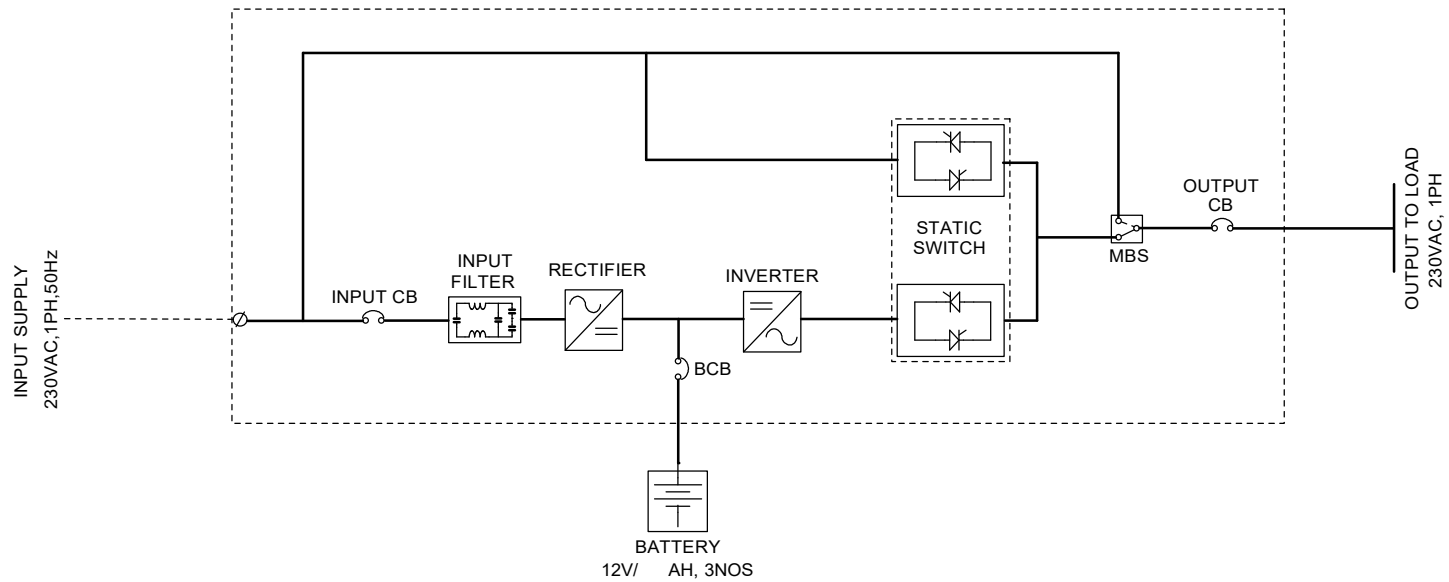 INPUT SUPPLY
230VAC,1PH,50Hz
INPUT CB
INPUT
FILTER
RECTIFIER
BCB
INVERTER
STATIC
SWITCH
MBS
OUTPUT
CB
OUTPUT TO LOAD
230VAC, 1PH
BATTERY
12V/ AH, 3NOS